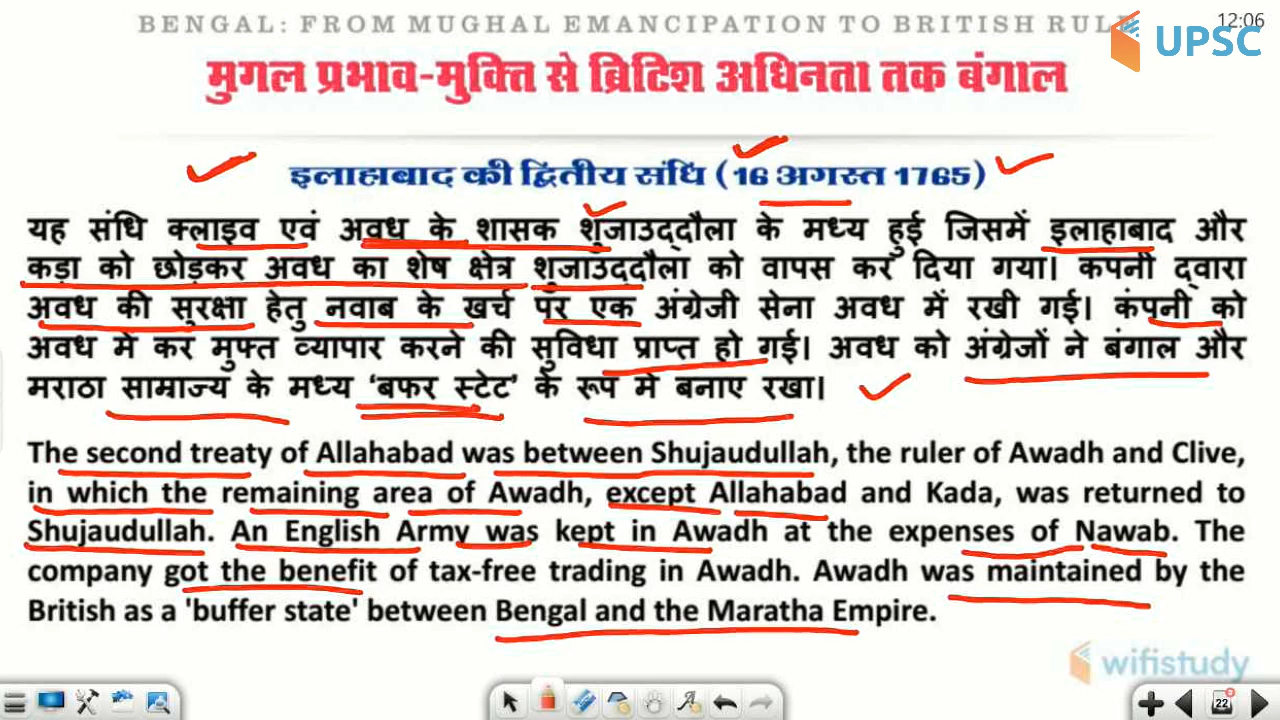 BENGAL: FROM MUGHAL EMANCIPATION TO BRITISH RULE
12:06
UPSC
मुगल प्रभाव-मुक्ति से ब्रिटिश अधिनता तक बंगाल
इलाहाबाद की द्वितीय संधि (16 अगस्त 1765)
यह संधि क्लाइव एवं अवध के शासक शुजाउद्दौला के मध्य हुई जिसमें इलाहाबाद और
कड़ा को छोड़कर अवध का शेष क्षेत्र शुजाउद्दौला को वापस कर दिया गया। कंपनी द्वारा
अवध की सुरक्षा हेतु नवाब के खर्च पर एक अंग्रेजी सेना अवध में रखी गई। कंपनी को
अवध में कर मुफ्त व्यापार करने की सुविधा प्राप्त हो गई। अवध को अंग्रेजों ने बंगाल और
मराठा साम्राज्य के मध्य ‘बफर स्टेट’ के रूप में बनाए रखा।
The second treaty of Allahabad was between Shujaudullah, the ruler of Awadh and Clive,
in which the remaining area of Awadh, except Allahabad and Kada, was returned to
Shujaudullah. An English Army was kept in Awadh at the expenses of Nawab. The
company got the benefit of tax-free trading in Awadh. Awadh was maintained by the
British as a 'buffer state' between Bengal and the Maratha Empire.
wifistudy
22